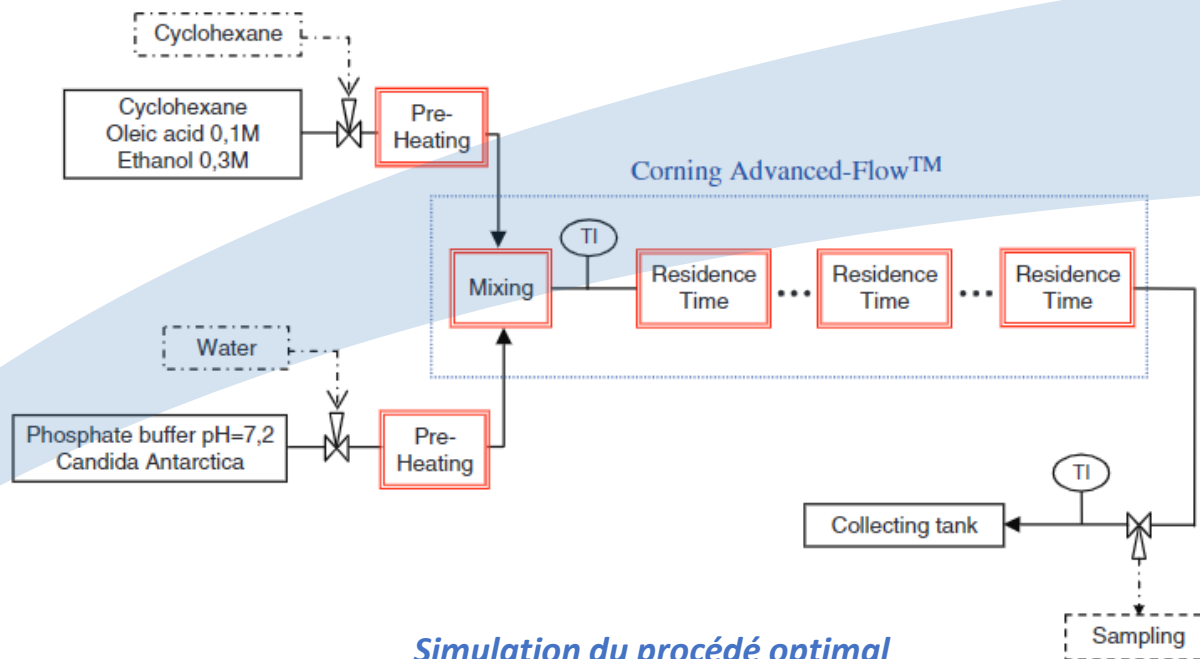 Cyclohexane
Cyclohexane
Oleic acid 0,1M
Ethanol 0,3M
Pre-
Heating
Corning Advanced-Flow™
TI
Mixing
Residence
Time
Residence
Time
Residence
Time
Water
Phosphate buffer pH=7,2
Candida Antarctica
Pre-
Heating
TI
Collecting tank
Sampling
Simulation du procédé optimal